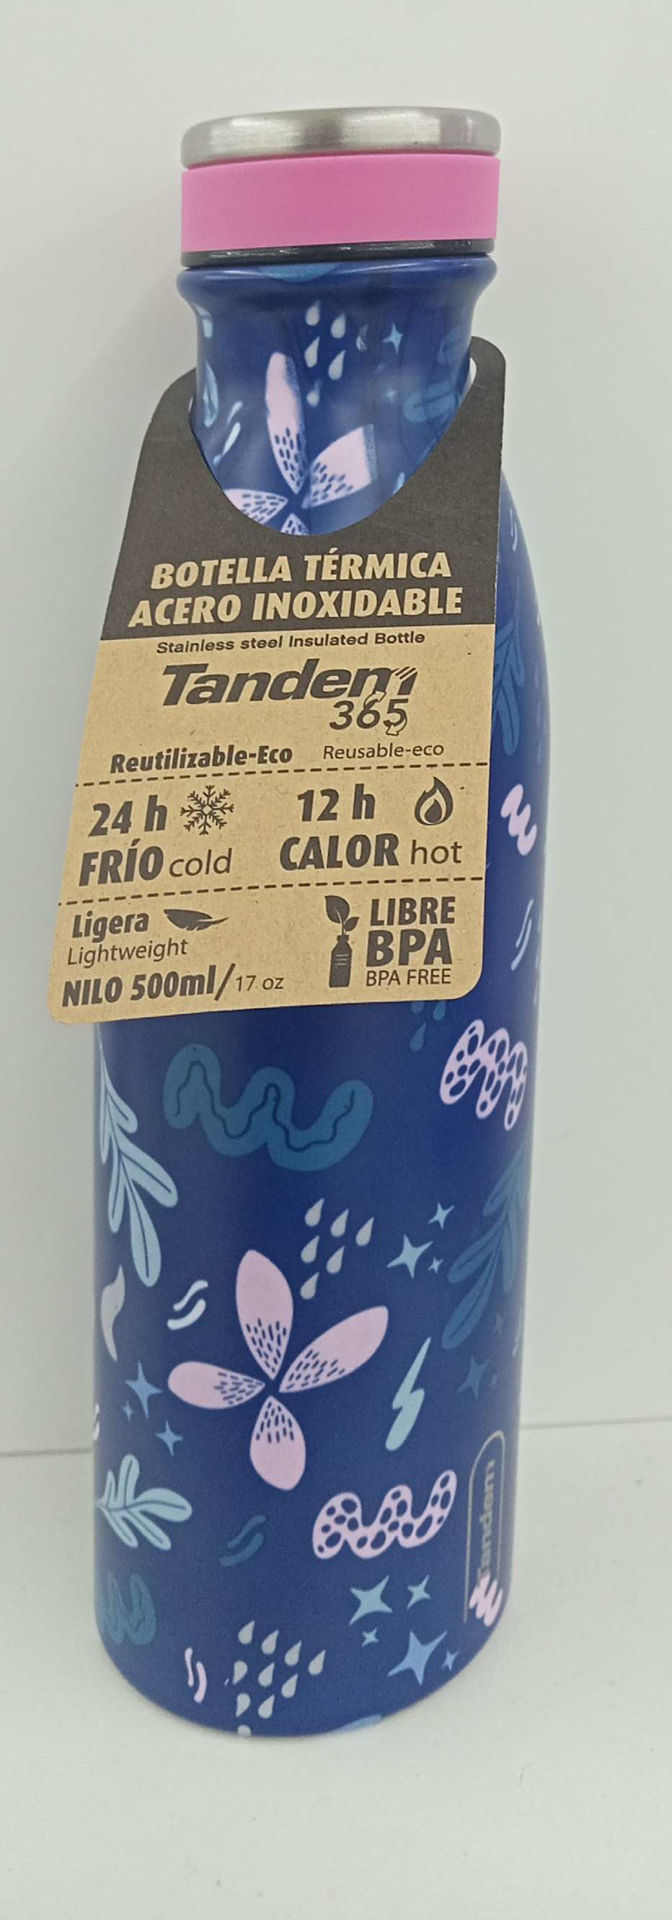 BOTELLA TÉRMICA
ACERO INOXIDABLE
Stainless steel Insulated Bottle
Tandem
365
Reutilizable-Eco Reusable-eco
24 h 12 h
FRÍO cold CALOR hot
Ligera
Lightweight
NILO 500ml/17 oz
LIBRE
BPA
BPA FREE
Tandem